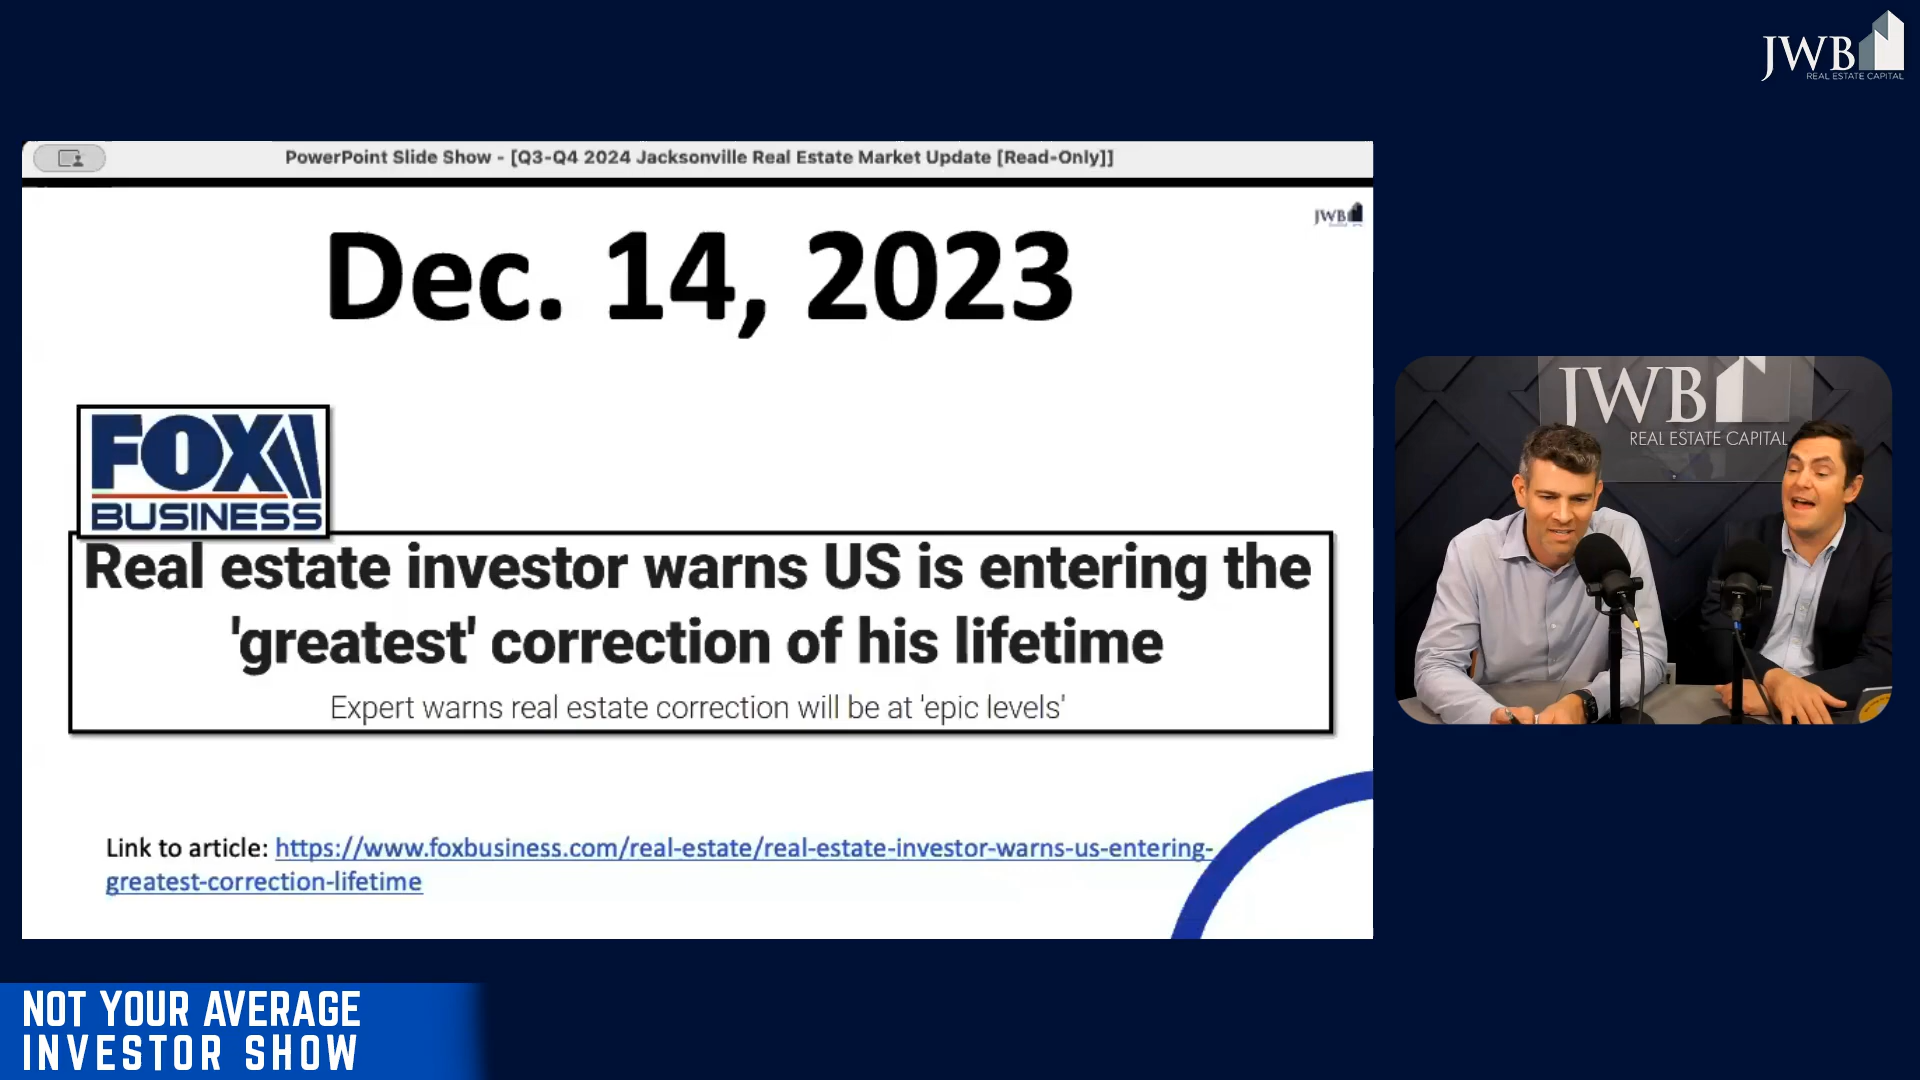 JWB
REAL ESTATE CAPITAL
PowerPoint Slide Show - [Q3-Q4 2024 Jacksonville Real Estate Market Update [Read-Only]]
JWB
Dec. 14, 2023
FOX
BUSINESS
Real estate investor warns US is entering the
'greatest' correction of his lifetime
Expert warns real estate correction will be at 'epic levels'
Link to article: https://www.foxbusiness.com/real-estate/real-estate-investor-warns-us-entering-
greatest-correction-lifetime
JWB
REAL ESTATE CAPITAL
NOT YOUR AVERAGE
INVESTOR SHOW